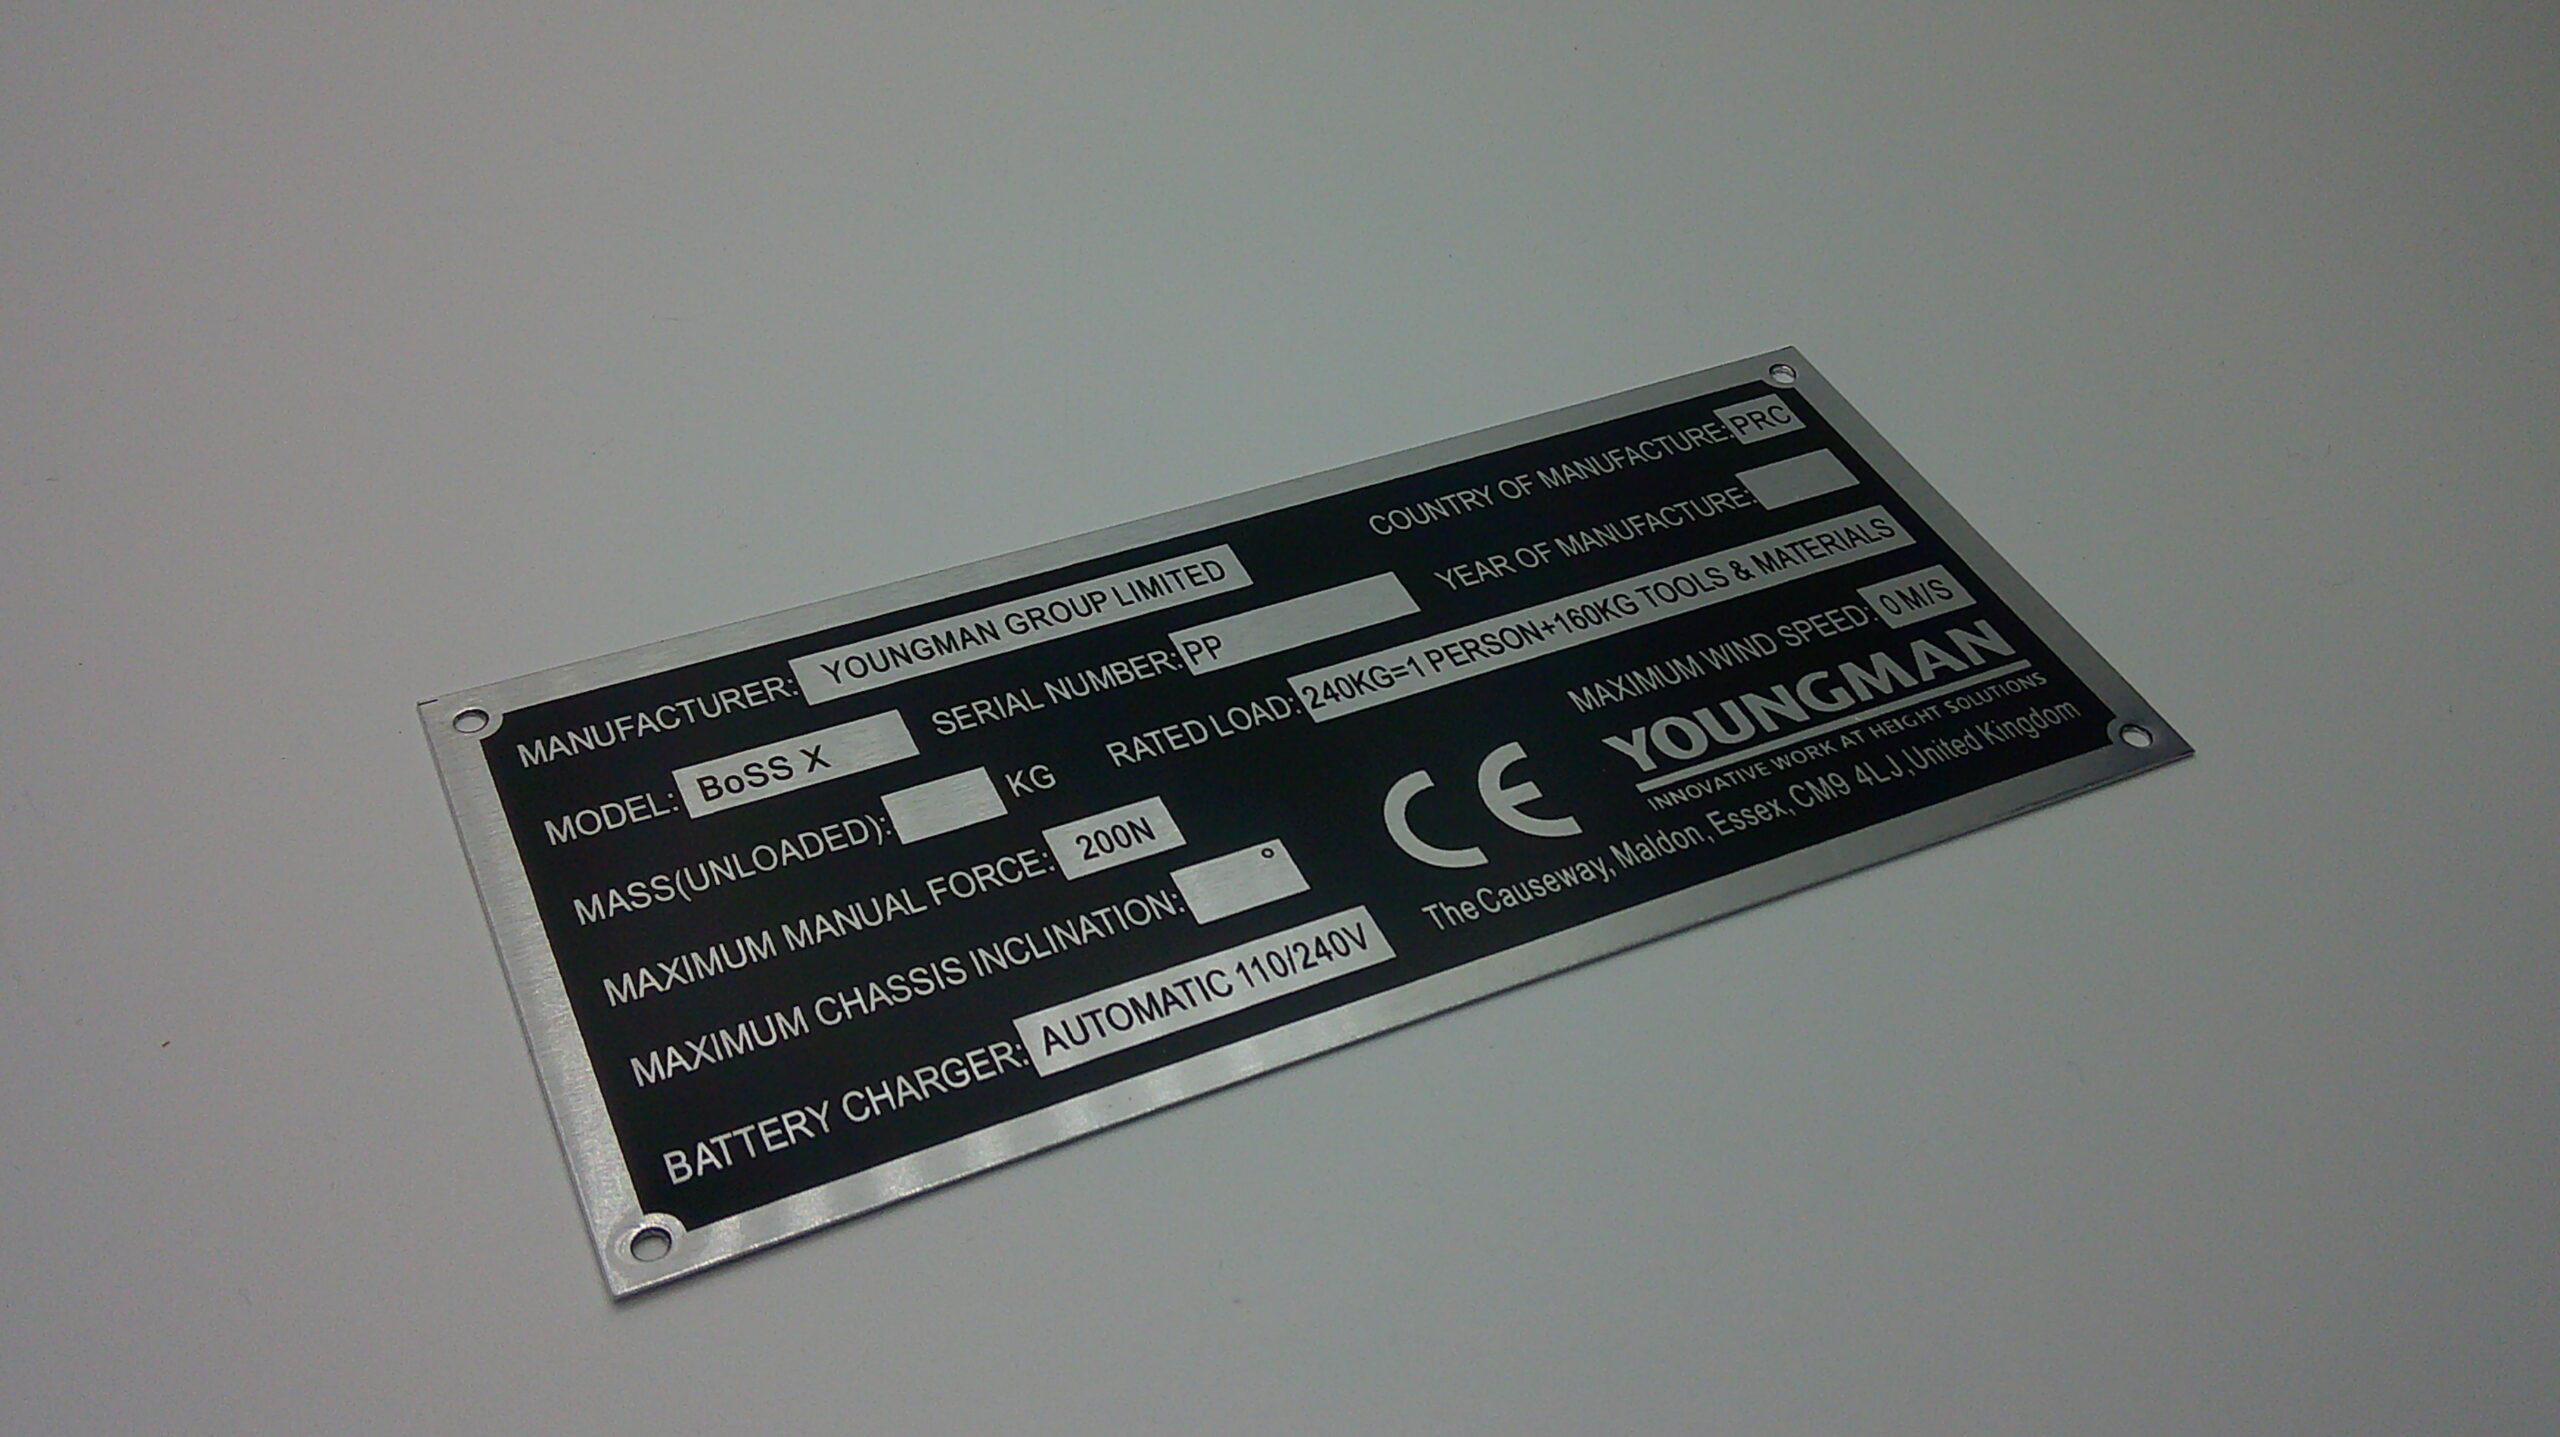 MANUFACTURER: YOUNGMAN GROUP LIMITED COUNTRY OF MANUFACTURE: PRC
MODEL: BoSS X SERIAL NUMBER: PP YEAR OF MANUFACTURE:
MASS(UNLOADED): KG RATED LOAD: 240KG=1 PERSON+160KG TOOLS & MATERIALS
MAXIMUM MANUAL FORCE: 200N MAXIMUM WIND SPEED: 0 M/S
MAXIMUM CHASSIS INCLINATION: °
BATTERY CHARGER: AUTOMATIC 110/240V
CE
YOUNGMAN
INNOVATIVE WORK AT HEIGHT SOLUTIONS
The Causeway, Maldon, Essex, CM9 4LJ, United Kingdom